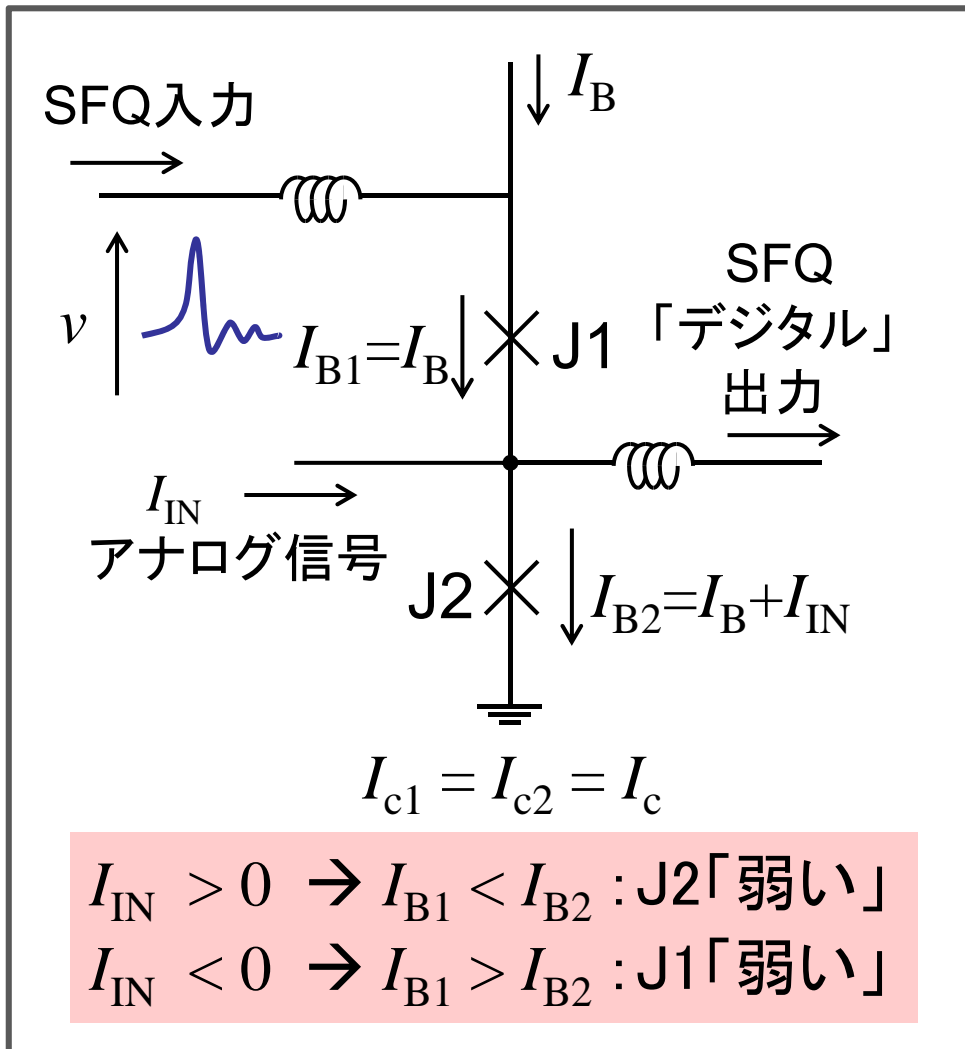 I_B
SFQ入力
v
I_B1=I_B
J1
SFQ
「デジタル」
出力
I_IN
アナログ信号
J2
I_B2=I_B+I_IN
I_c1 = I_c2 = I_c
I_IN > 0 → I_B1 < I_B2 : J2「弱い」
I_IN < 0 → I_B1 > I_B2 : J1「弱い」